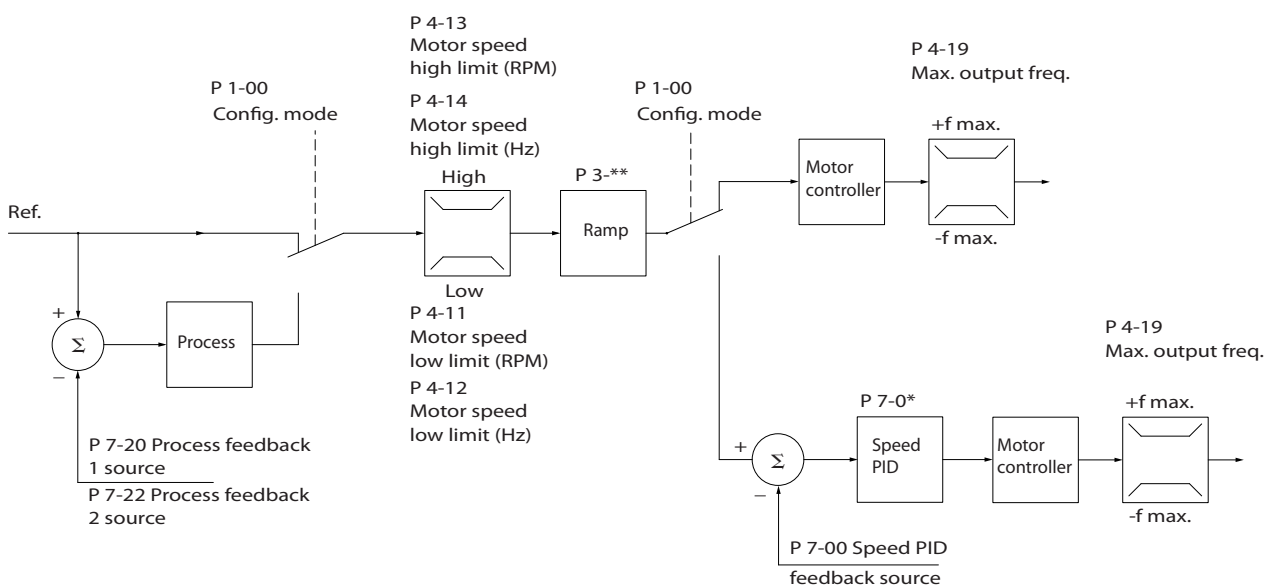 P 4-13
Motor speed
high limit (RPM)
P 4-14
Motor speed
high limit (Hz)
High
P 1-00
Config. mode
Ref.
+
Σ
–
Process
P 7-20 Process feedback
1 source
P 7-22 Process feedback
2 source
Low
P 4-11
Motor speed
low limit (RPM)
P 4-12
Motor speed
low limit (Hz)
P 3-**
Ramp
P 1-00
Config. mode
Motor
controller
P 4-19
Max. output freq.
+f max.
-f max.
+
Σ
–
P 7-00 Speed PID
feedback source
P 7-0*
Speed
PID
Motor
controller
P 4-19
Max. output freq.
+f max.
-f max.